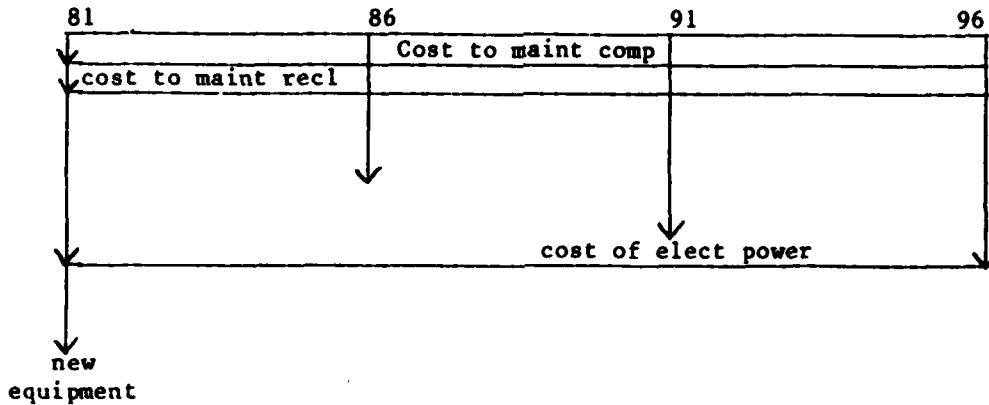 81 86 91 96
Cost to maint comp
cost to maint recl
cost of elect power
new
equipment